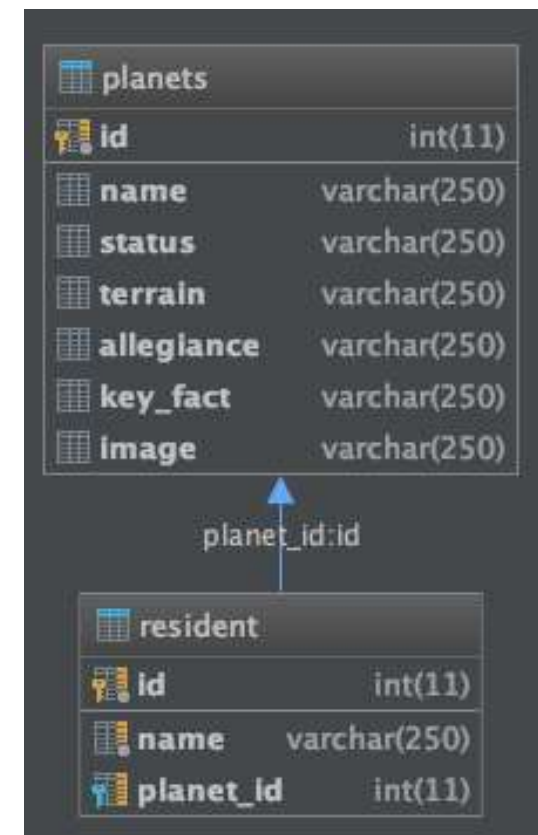 planets
id int(11)
name varchar(250)
status varchar(250)
terrain varchar(250)
allegiance varchar(250)
key_fact varchar(250)
image varchar(250)
planet_id:id
resident
id int(11)
name varchar(250)
planet_id int(11)